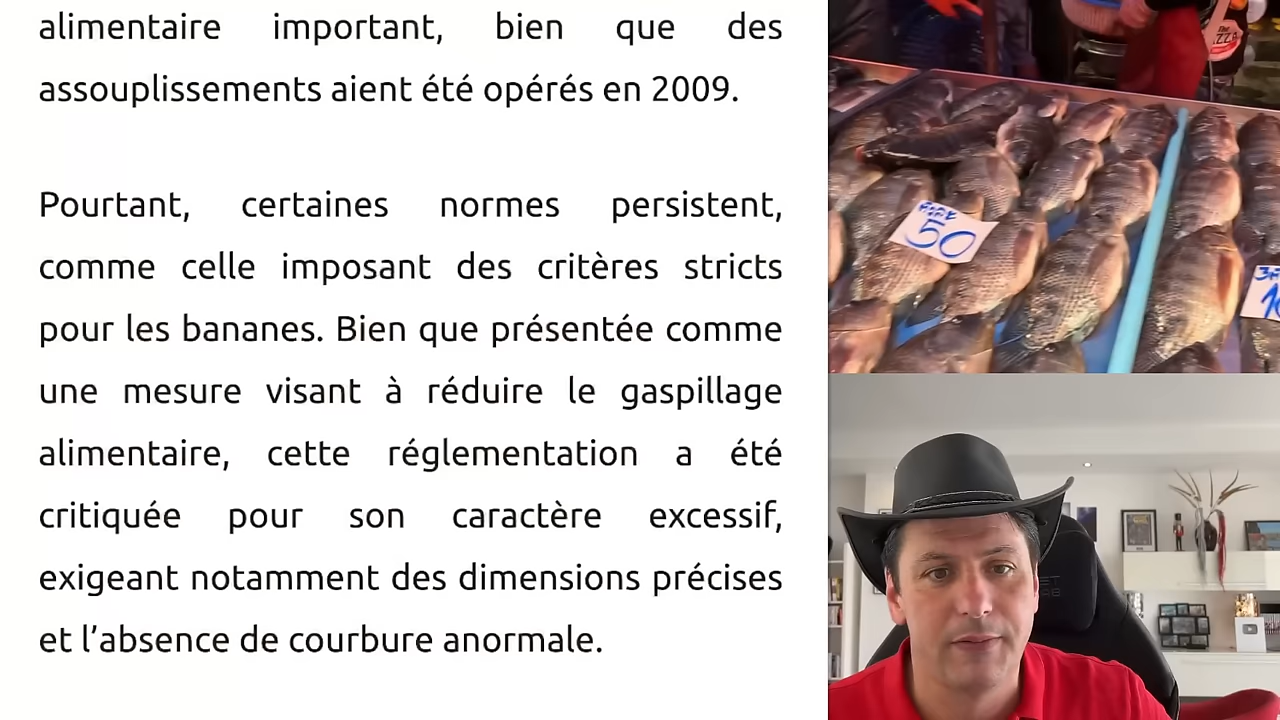 alimentaire important, bien que des
assouplissements aient été opérés en 2009.
Pourtant, certaines normes persistent,
comme celle imposant des critères stricts
pour les bananes. Bien que présentée comme
une mesure visant à réduire le gaspillage
alimentaire, cette réglementation a été
critiquée pour son caractère excessif,
exigeant notamment des dimensions précises
et l’absence de courbure anormale.
50